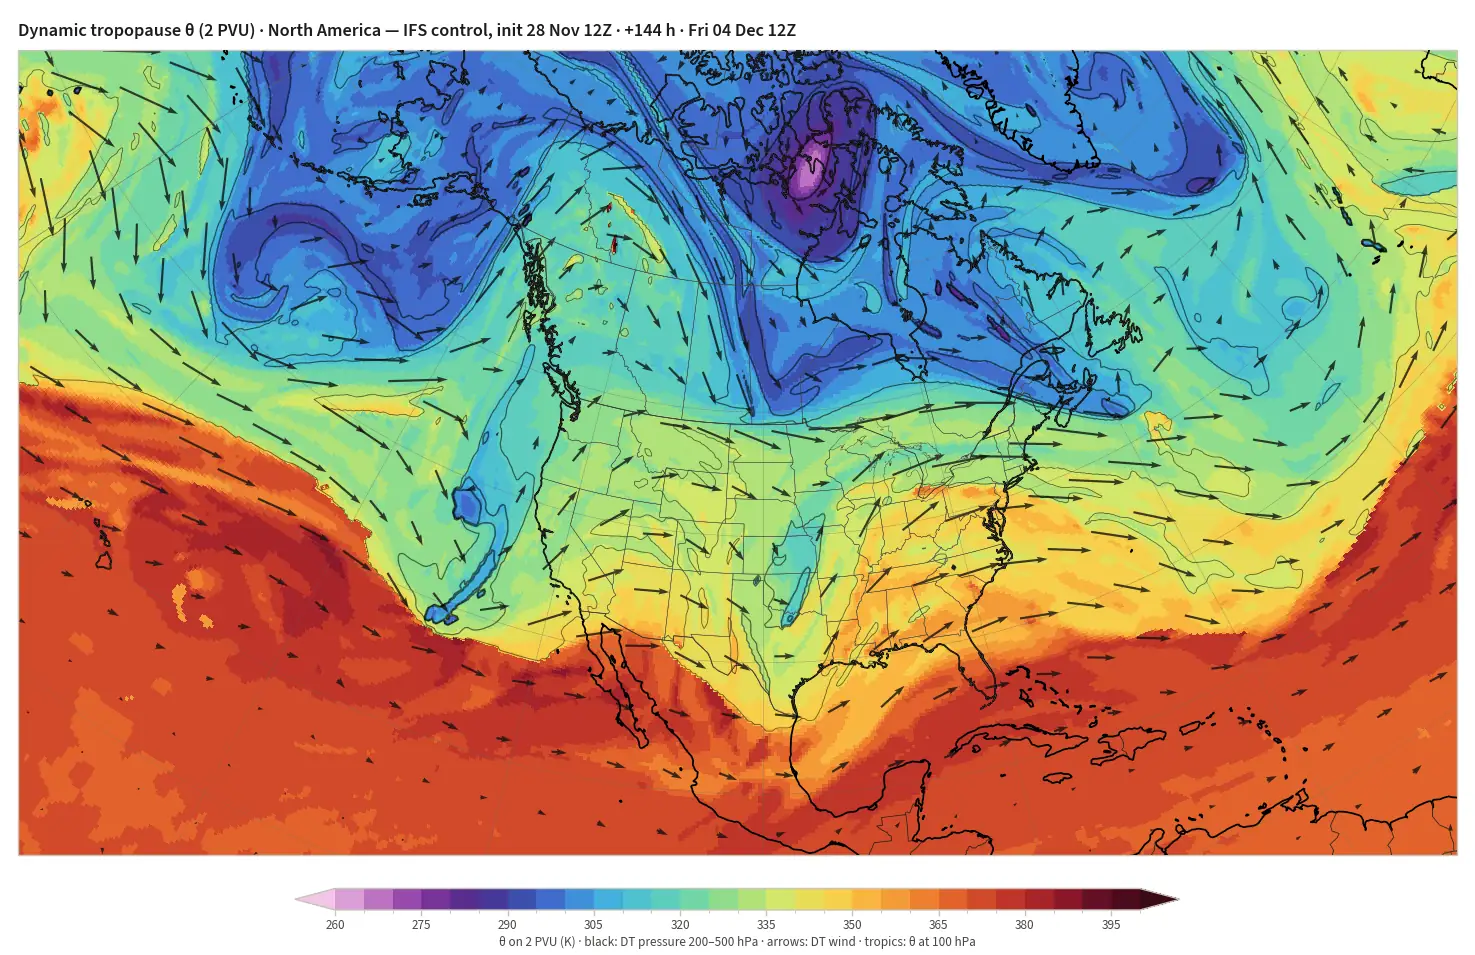 Dynamic tropopause θ (2 PVU) · North America — IFS control, init 28 Nov 12Z · +144 h · Fri 04 Dec 12Z
260 275 290 305 320 335 350 365 380 395
θ on 2 PVU (K) · black: DT pressure 200–500 hPa · arrows: DT wind · tropics: θ at 100 hPa